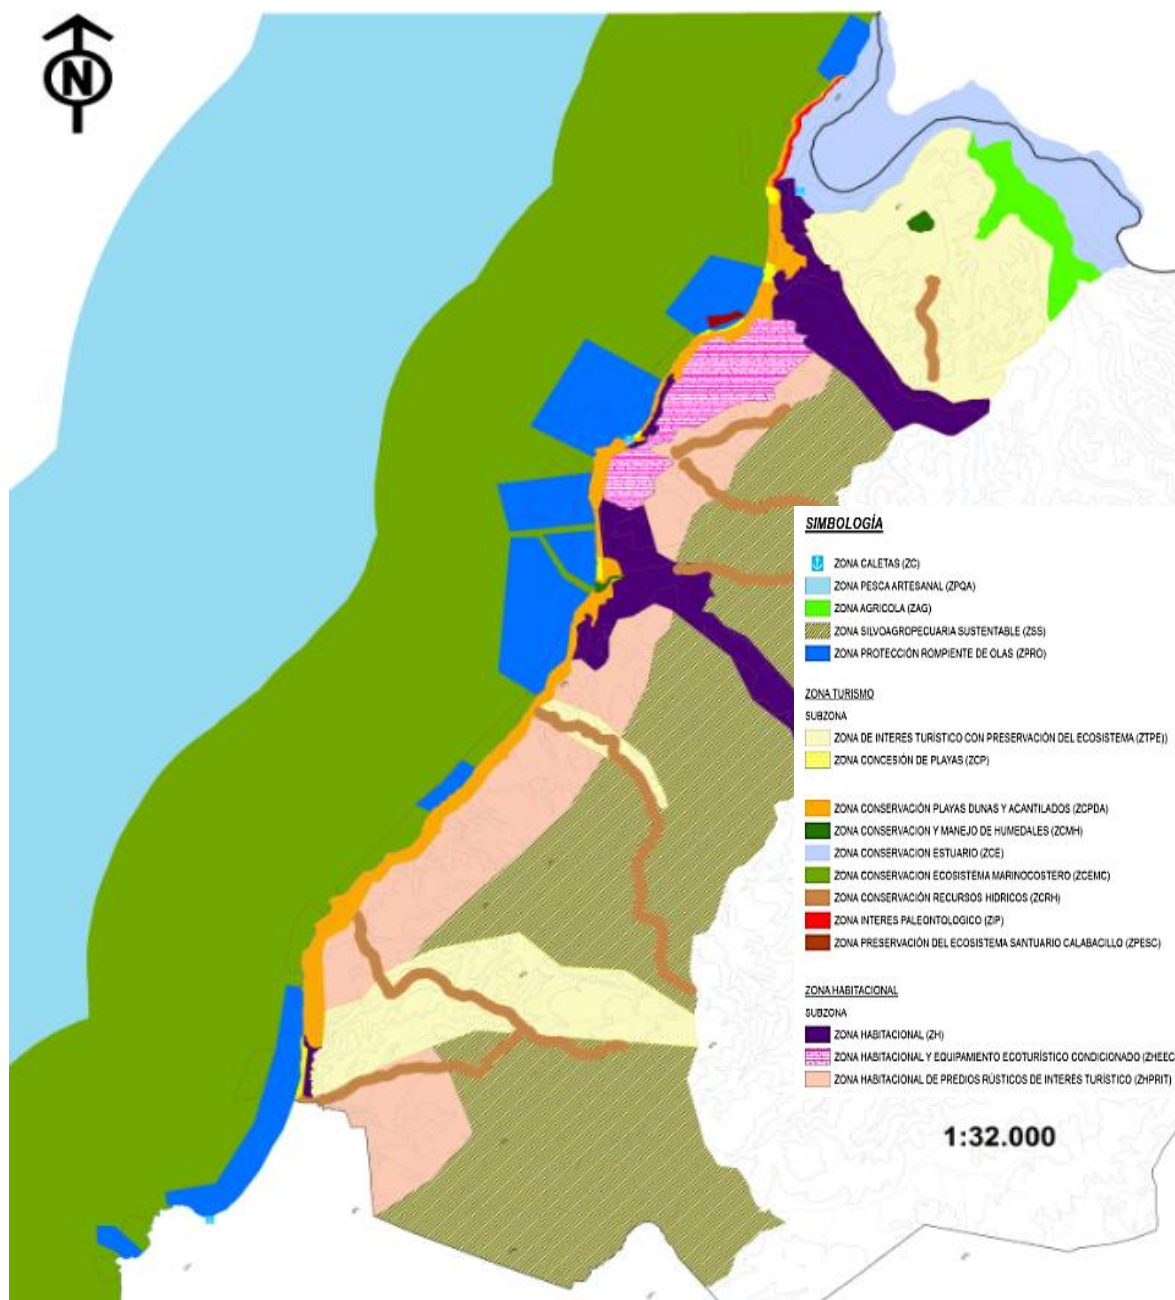 N
SIMBOLOGÍA
ZONA CALETAS (ZC)
ZONA PESCA ARTESANAL (ZPQA)
ZONA AGRICOLA (ZAG)
ZONA SILVOAGROPECUARIA SUSTENTABLE (ZSS)
ZONA PROTECCIÓN ROMPIENTE DE OLAS (ZPRO)
ZONA TURISMO
SUBZONA
ZONA DE INTERES TURÍSTICO CON PRESERVACIÓN DEL ECOSISTEMA (ZTPE))
ZONA CONCESIÓN DE PLAYAS (ZCP)
ZONA CONSERVACIÓN PLAYAS DUNAS Y ACANTILADOS (ZCPDA)
ZONA CONSERVACION Y MANEJO DE HUMEDALES (ZCMH)
ZONA CONSERVACION ESTUARIO (ZCE)
ZONA CONSERVACION ECOSISTEMA MARINOCOSTERO (ZCEMC)
ZONA CONSERVACIÓN RECURSOS HIDRICOS (ZCRH)
ZONA INTERES PALEONTOLOGICO (ZIP)
ZONA PRESERVACIÓN DEL ECOSISTEMA SANTUARIO CALABACILLO (ZPESC)
ZONA HABITACIONAL
SUBZONA
ZONA HABITACIONAL (ZH)
ZONA HABITACIONAL Y EQUIPAMIENTO ECOTURÍSTICO CONDICIONADO (ZHEEC
ZONA HABITACIONAL DE PREDIOS RÚSTICOS DE INTERES TURÍSTICO (ZHPRIT)
1:32.000